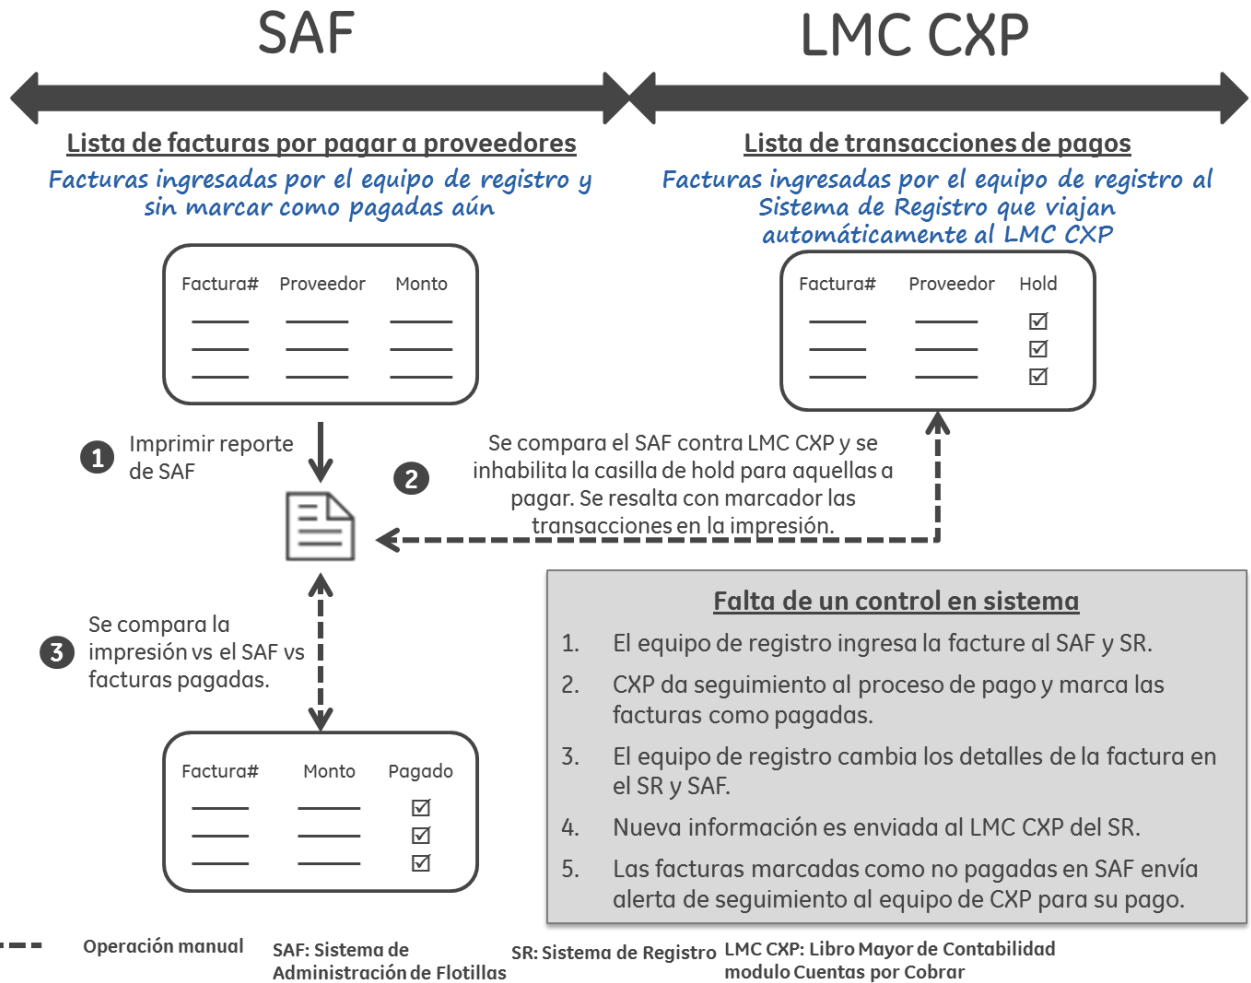 SAF
LMC CXP
Lista de facturas por pagar a proveedores
Facturas ingresadas por el equipo de registro y
sin marcar como pagadas aún
Lista de transacciones de pagos
Facturas ingresadas por el equipo de registro al
Sistema de Registro que viajan
automáticamente al LMC CXP
Factura# Proveedor Monto
Factura# Proveedor Hold
1 Imprimir reporte
de SAF
2 Se compara el SAF contra LMC CXP y se
inhabilita la casilla de hold para aquellas a
pagar. Se resalta con marcador las
transacciones en la impresión.
3 Se compara la
impresión vs el SAF vs
facturas pagadas.
Factura# Monto Pagado
Falta de un control en sistema
1. El equipo de registro ingresa la facture al SAF y SR.
2. CXP da seguimiento al proceso de pago y marca las
facturas como pagadas.
3. El equipo de registro cambia los detalles de la factura en
el SR y SAF.
4. Nueva información es enviada al LMC CXP del SR.
5. Las facturas marcadas como no pagadas en SAF envía
alerta de seguimiento al equipo de CXP para su pago.
Operación manual
SAF: Sistema de
Administración de Flotillas
SR: Sistema de Registro
LMC CXP: Libro Mayor de Contabilidad
modulo Cuentas por Cobrar